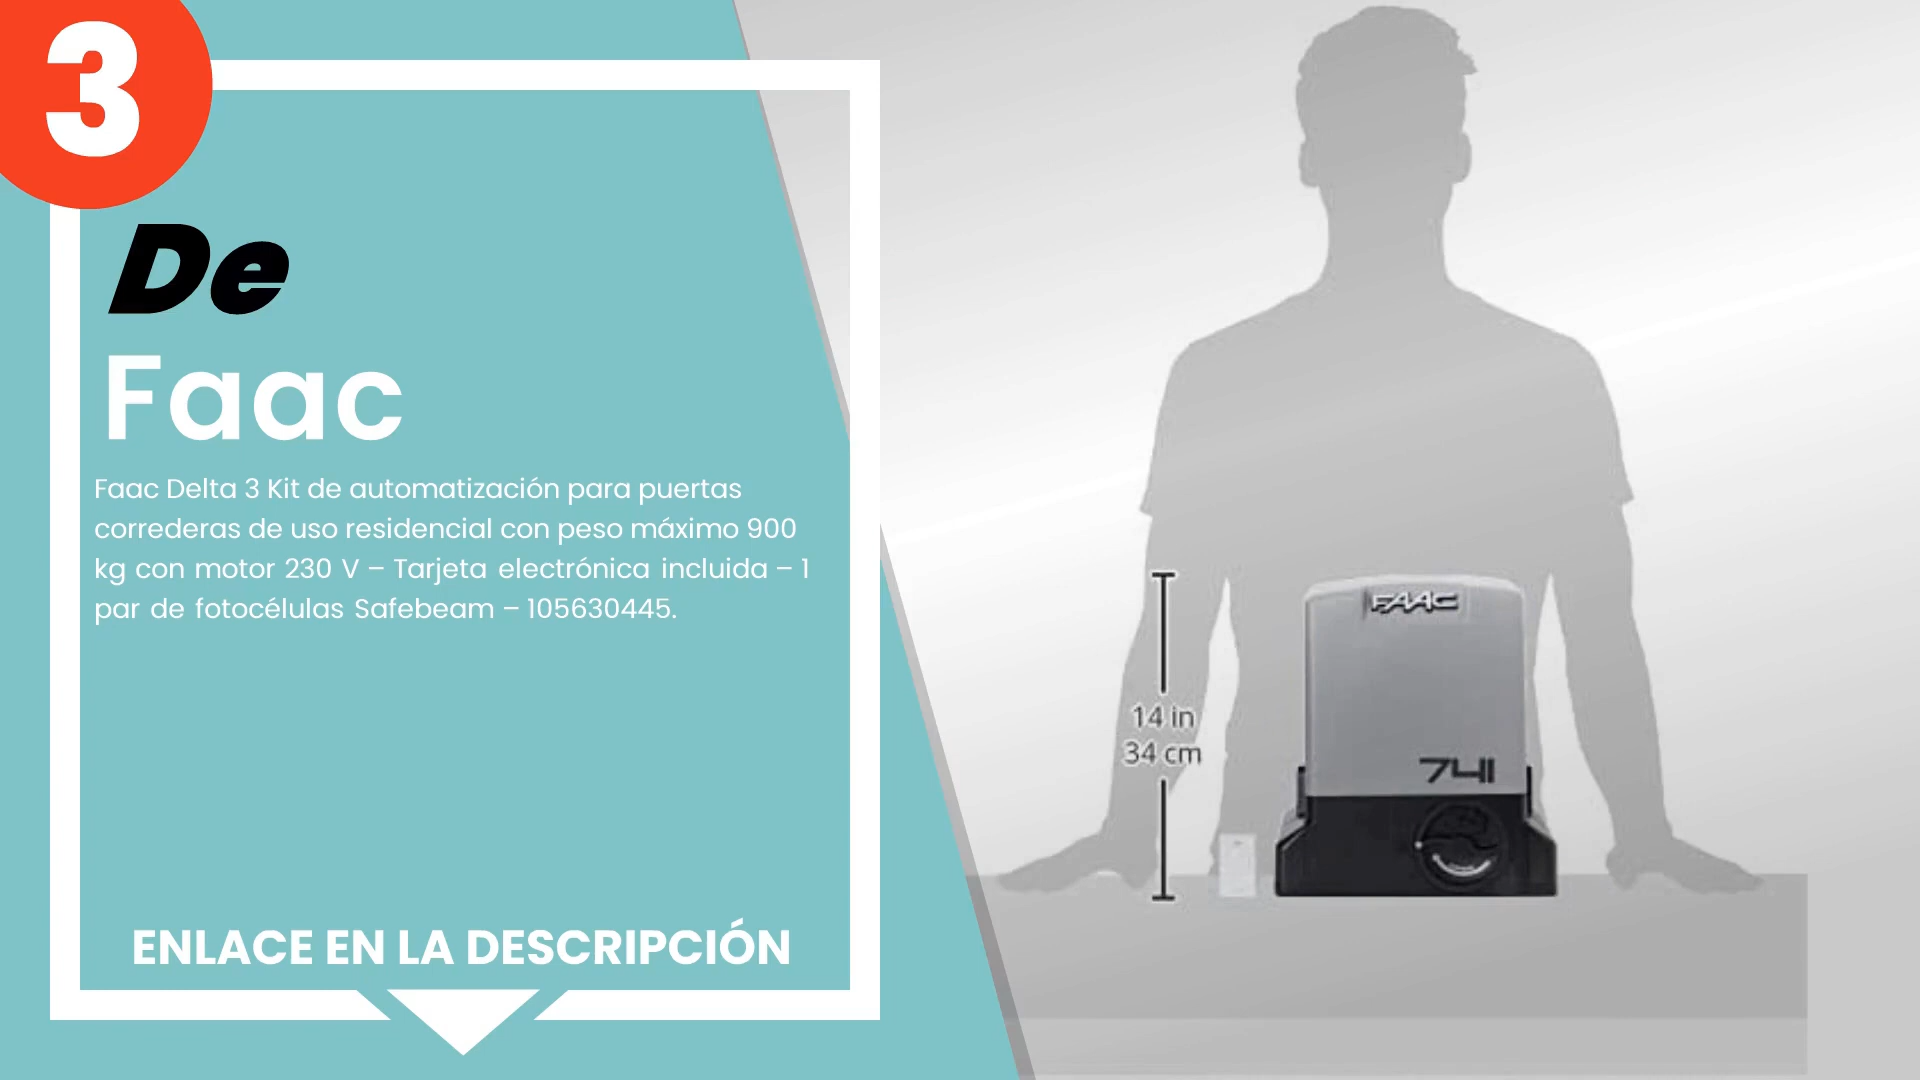 3
De
Faac
Faac Delta 3 Kit de automatización para puertas
correderas de uso residencial con peso máximo 900
kg con motor 230 V – Tarjeta electrónica incluida – 1
par de fotocélulas Safebeam – 105630445.
ENLACE EN LA DESCRIPCIÓN
FAAC
14 in
34 cm
741